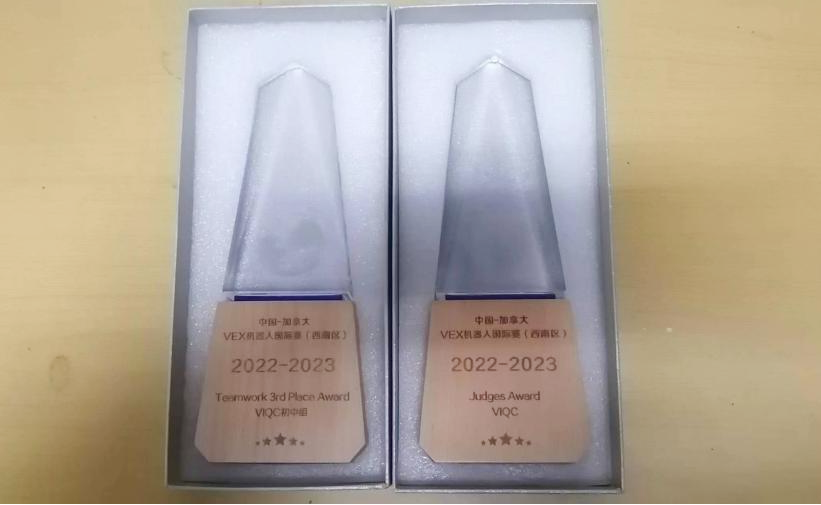 中国-加拿大
VEX机器人国际赛（西南区）
2022-2023
Teamwork 3rd Place Award
VIQC初中组
中国-加拿大
VEX机器人国际赛（西南区）
2022-2023
Judges Award
VIQC